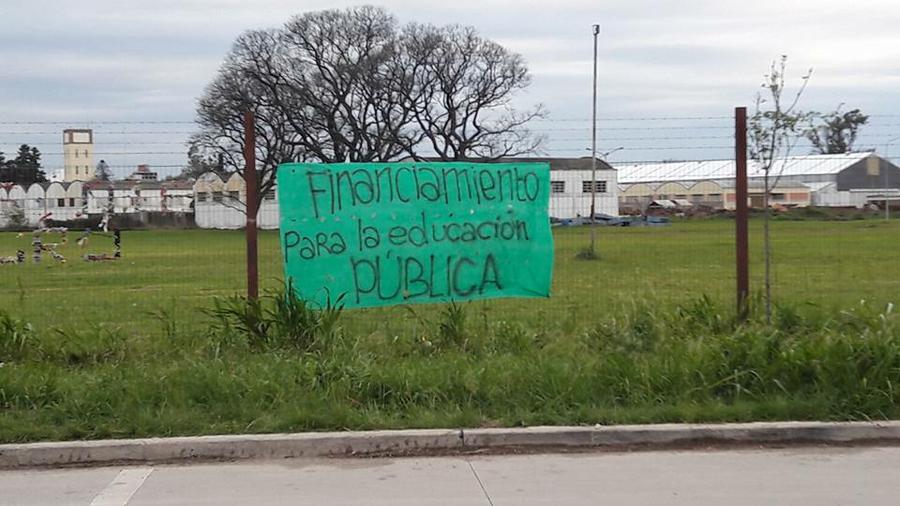 Financiamiento
para la educación
PÚBLICA